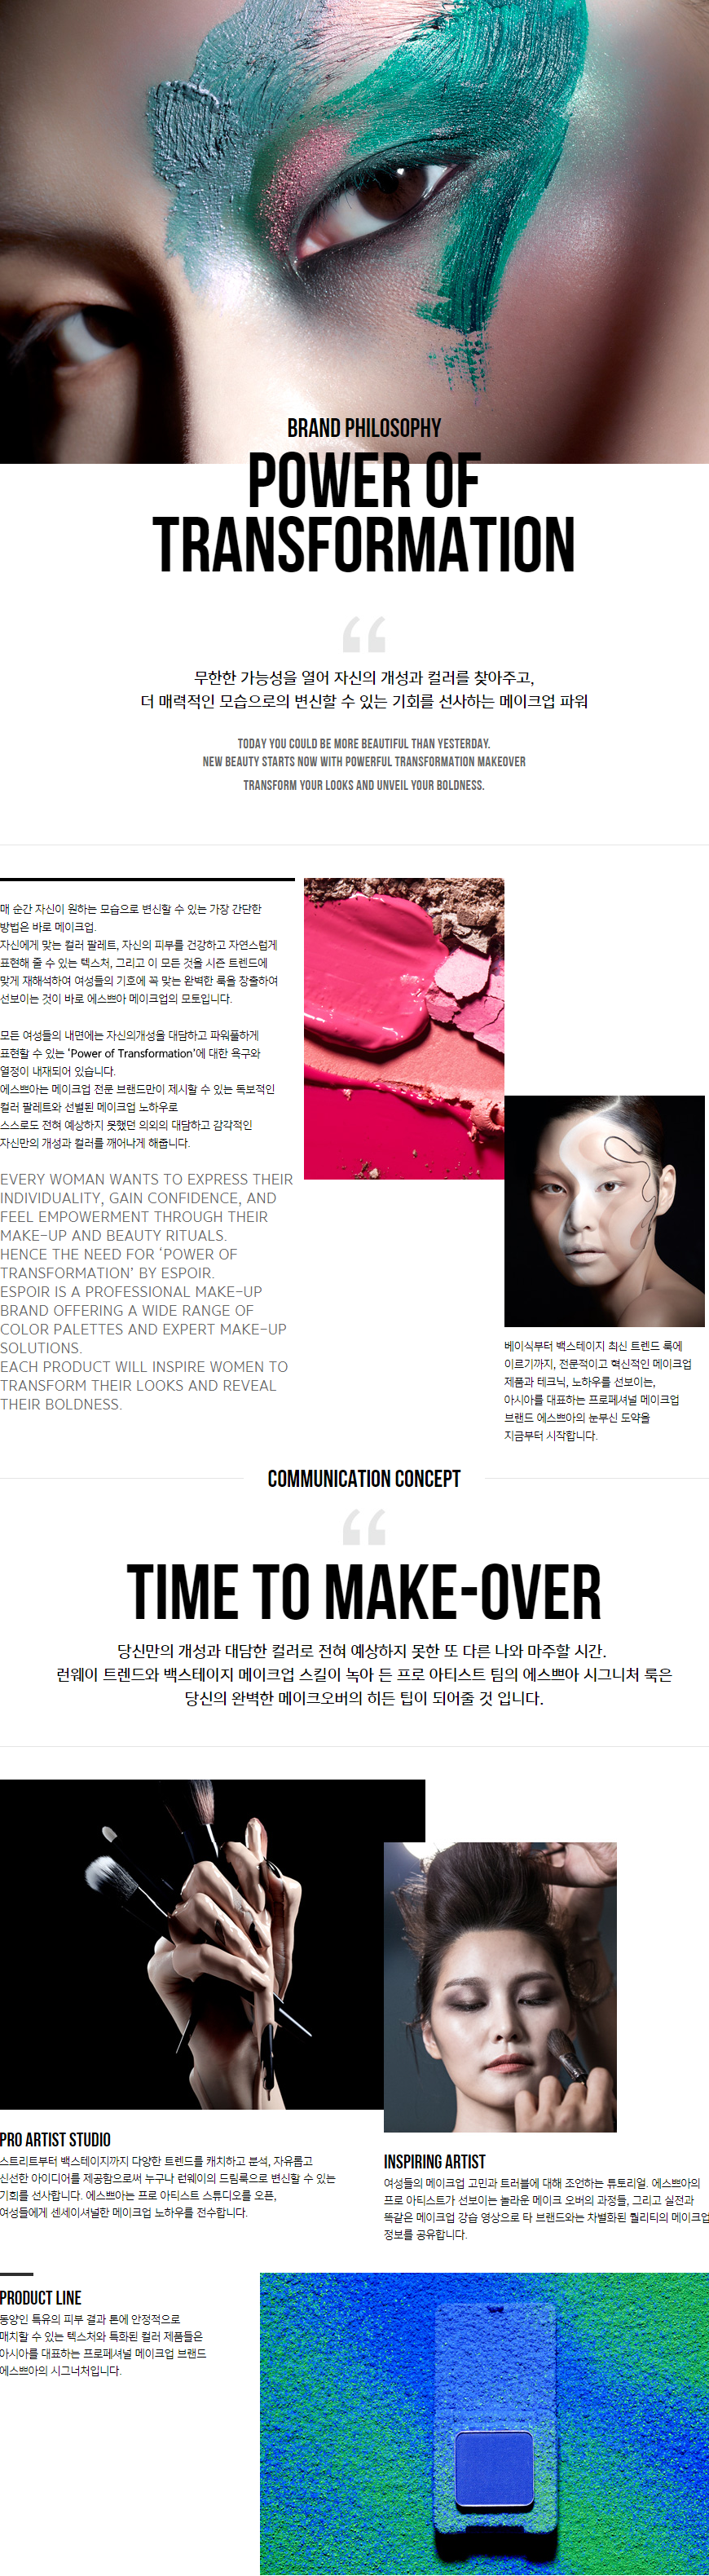 BRAND PHILOSOPHY
POWER OF
TRANSFORMATION
“
무한한 가능성을 열어 자신의 개성과 컬러를 찾아주고,
더 매력적인 모습으로의 변신할 수 있는 기회를 선사하는 메이크업 파워
TODAY YOU COULD BE MORE BEAUTIFUL THAN YESTERDAY.
NEW BEAUTY STARTS NOW WITH POWERFUL TRANSFORMATION MAKEOVER
TRANSFORM YOUR LOOKS AND UNVEIL YOUR BOLDNESS.
매 순간 자신이 원하는 모습으로 변신할 수 있는 가장 간단한
방법은 바로 메이크업.
자신에게 맞는 컬러 팔레트, 자신의 피부를 건강하고 자연스럽게
표현해 줄 수 있는 텍스처, 그리고 이 모든 것을 시즌 트렌드에
맞게 재해석하여 여성들의 기호에 꼭 맞는 완벽한 룩을 창출하여
선보이는 것이 바로 에스쁘아 메이크업의 모토입니다.
모든 여성들의 내면에는 자신의개성을 대담하고 파워풀하게
표현할 수 있는 ‘Power of Transformation’에 대한 욕구와
열정이 내재되어 있습니다.
에스쁘아는 메이크업 전문 브랜드만이 제시할 수 있는 독보적인
컬러 팔레트와 선별된 메이크업 노하우로
스스로도 전혀 예상하지 못했던 의외의 대담하고 감각적인
자신만의 개성과 컬러를 깨어나게 해줍니다.
EVERY WOMAN WANTS TO EXPRESS THEIR
INDIVIDUALITY, GAIN CONFIDENCE, AND
FEEL EMPOWERMENT THROUGH THEIR
MAKE-UP AND BEAUTY RITUALS.
HENCE THE NEED FOR ‘POWER OF
TRANSFORMATION’ BY ESPOIR.
ESPOIR IS A PROFESSIONAL MAKE-UP
BRAND OFFERING A WIDE RANGE OF
COLOR PALETTES AND EXPERT MAKE-UP
SOLUTIONS.
EACH PRODUCT WILL INSPIRE WOMEN TO
TRANSFORM THEIR LOOKS AND REVEAL
THEIR BOLDNESS.
베이식부터 백스테이지 최신 트렌드 룩에
이르기까지, 전문적이고 혁신적인 메이크업
제품과 테크닉, 노하우를 선보이는,
아시아를 대표하는 프로페셔널 메이크업
브랜드 에스쁘아의 눈부신 도약을
지금부터 시작합니다.
COMMUNICATION CONCEPT
“
TIME TO MAKE-OVER
당신만의 개성과 대담한 컬러로 전혀 예상하지 못한 또 다른 나와 마주할 시간.
런웨이 트렌드와 백스테이지 메이크업 스킬이 녹아 든 프로 아티스트 팀의 에스쁘아 시그니처 룩은
당신의 완벽한 메이크오버의 히든 팁이 되어줄 것 입니다.
PRO ARTIST STUDIO
스트리트부터 백스테이지까지 다양한 트렌드를 캐치하고 분석, 자유롭고
신선한 아이디어를 제공함으로써 누구나 런웨이의 드림룩으로 변신할 수 있는
기회를 선사합니다. 에스쁘아는 프로 아티스트 스튜디오를 오픈,
여성들에게 센세이셔널한 메이크업 노하우를 전수합니다.
INSPIRING ARTIST
여성들의 메이크업 고민과 트러블에 대해 조언하는 튜토리얼. 에스쁘아의
프로 아티스트가 선보이는 놀라운 메이크 오버의 과정들, 그리고 실전과
똑같은 메이크업 강습 영상으로 타 브랜드와는 차별화된 퀄리티의 메이크업
정보를 공유합니다.
PRODUCT LINE
동양인 특유의 피부 결과 톤에 안정적으로
매치할 수 있는 텍스처와 특화된 컬러 제품들은
아시아를 대표하는 프로페셔널 메이크업 브랜드
에스쁘아의 시그너처입니다.